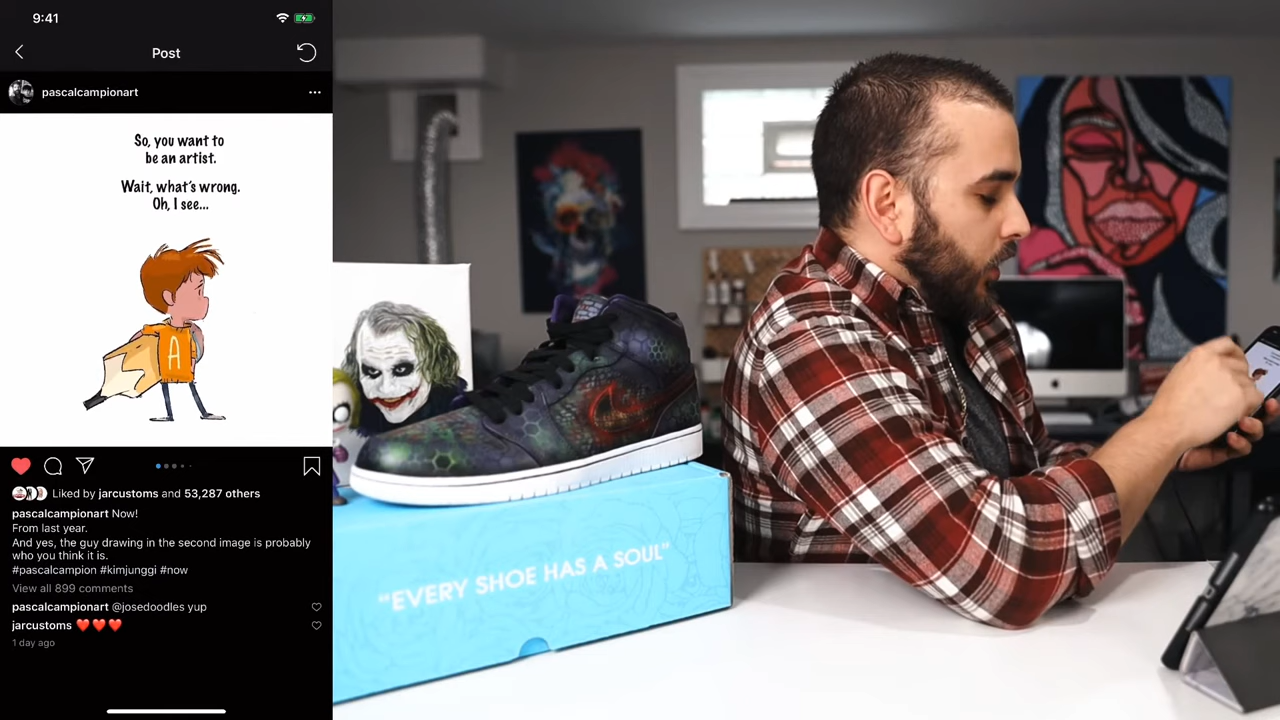 9:41
Post
pascalcampionart
So, you want to
be an artist.
Wait, what's wrong.
Oh, I see...
A
Liked by jarcustoms and 53,287 others
pascalcampionart Now!
From last year.
And yes, the guy drawing in the second image is probably
who you think it is.
#pascalcampion #kimjunggi #now
View all 899 comments
pascalcampionart @josedoodles yup
jarcustoms ❤️❤️❤️
1 day ago
“EVERY SHOE HAS A SOUL”